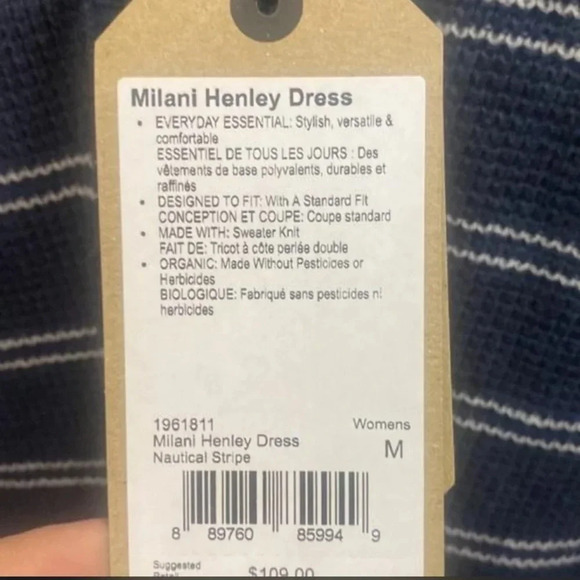 Milani Henley Dress
• EVERYDAY ESSENTIAL: Stylish, versatile &
comfortable
ESSENTIEL DE TOUS LES JOURS : Des
vêtements de base polyvalents, durables et
raffinés
• DESIGNED TO FIT: With A Standard Fit
CONCEPTION ET COUPE: Coupe standard
• MADE WITH: Sweater Knit
FAIT DE: Tricot à côte perlée double
• ORGANIC: Made Without Pesticides or
Herbicides
BIOLOGIQUE: Fabriqué sans pesticides ni
herbicides
1961811 Womens
Milani Henley Dress M
Nautical Stripe
8 89760 85994 9
Suggested
Retail $109.00